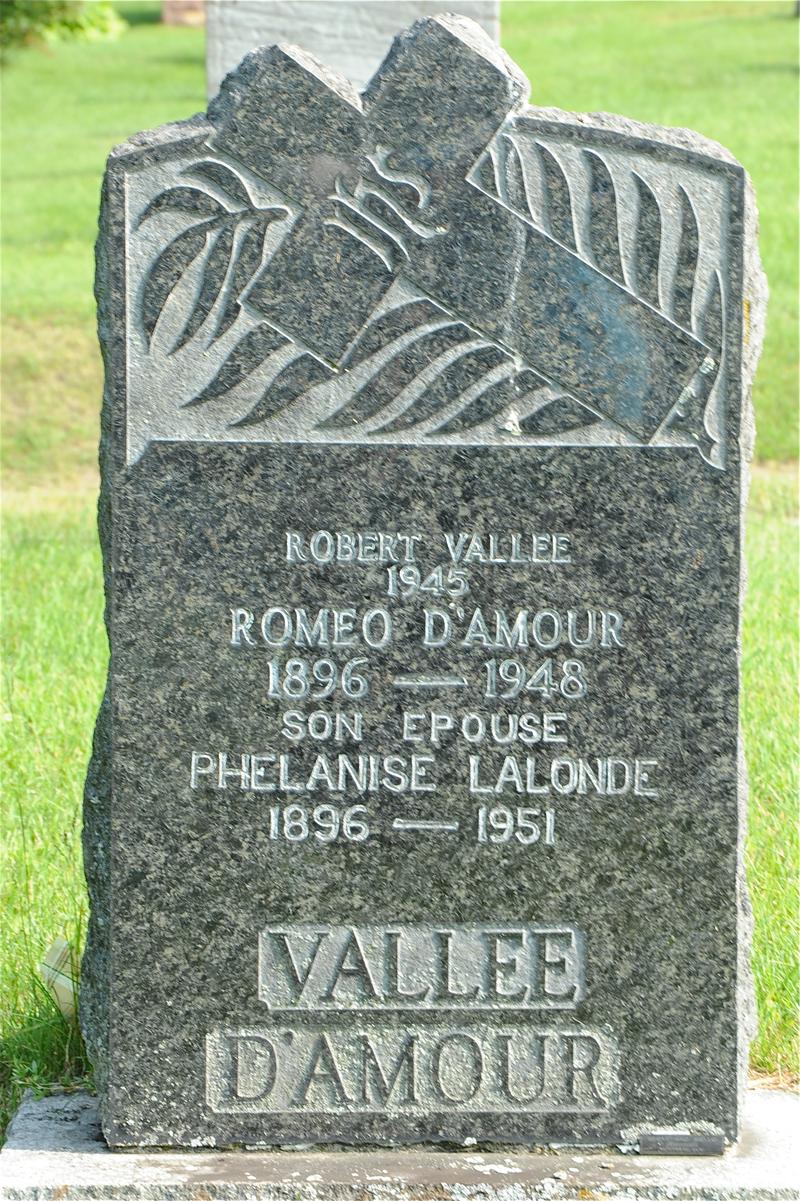 IHS
ROBERT VALLEE
1945
ROMEO D'AMOUR
1896 — 1948
SON EPOUSE
PHELANISE LALONDE
1896 — 1951
VALLEE
D'AMOUR